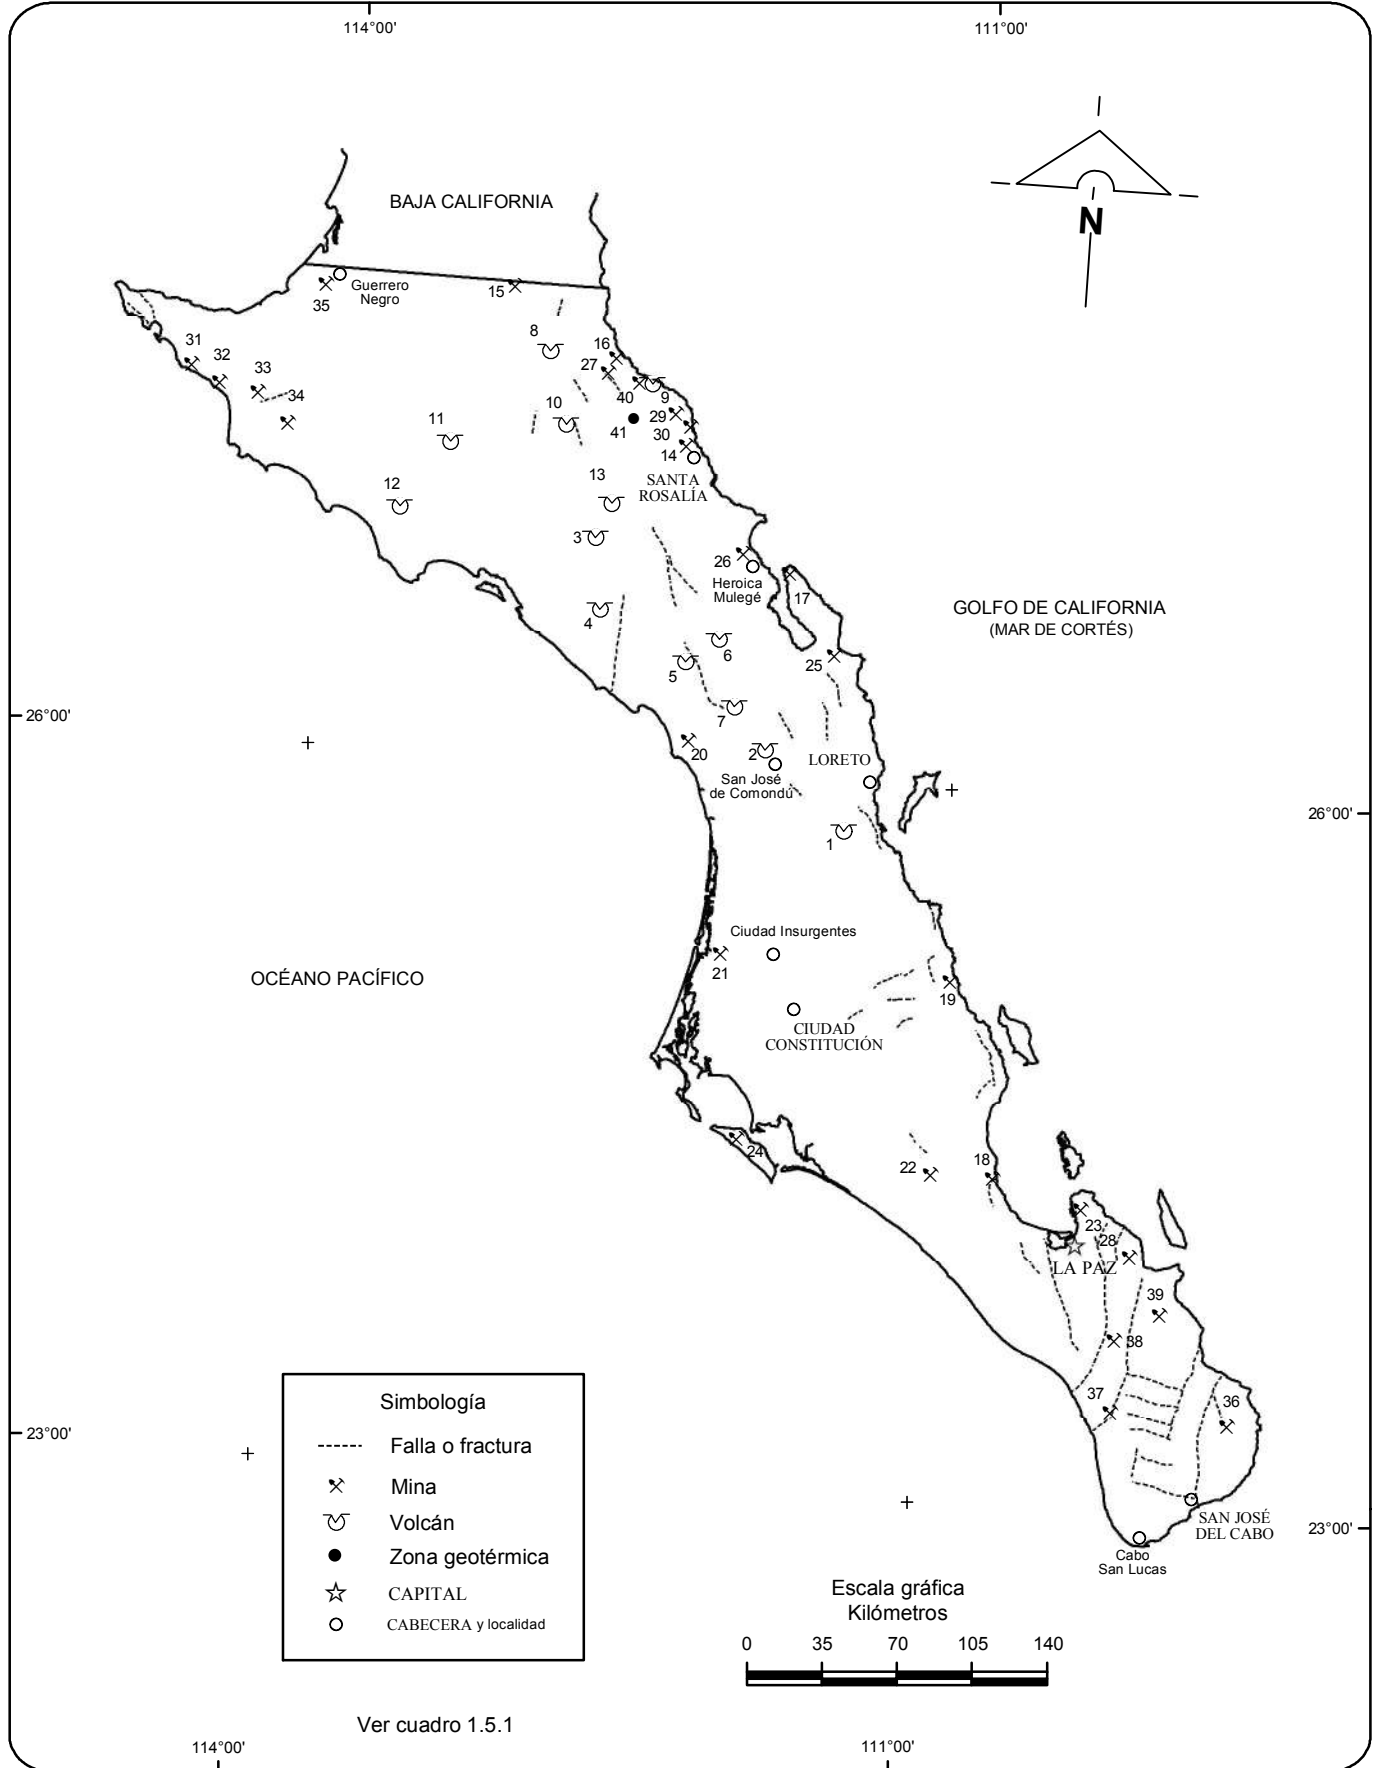 114°00'
111°00'
BAJA CALIFORNIA
N
Guerrero
Negro
35
15
8
16
31
32
27
33
40
9
34
10
29
11
41
30
14
SANTA
ROSALÍA
12
13
3
26
Heroica
Mulegé
17
GOLFO DE CALIFORNIA
(MAR DE CORTÉS)
4
6
25
5
26°00'
7
20
2
LORETO
San José
de Comondú
26°00'
1
Ciudad Insurgentes
21
OCÉANO PACÍFICO
19
CIUDAD
CONSTITUCIÓN
24
22
18
23
28
LA PAZ
39
38
37
36
23°00'
SAN JOSÉ
DEL CABO
23°00'
Cabo
San Lucas
Simbología
Falla o fractura
Mina
Volcán
Zona geotérmica
CAPITAL
CABECERA y localidad
Escala gráfica
Kilómetros
0 35 70 105 140
Ver cuadro 1.5.1
114°00'
111°00'